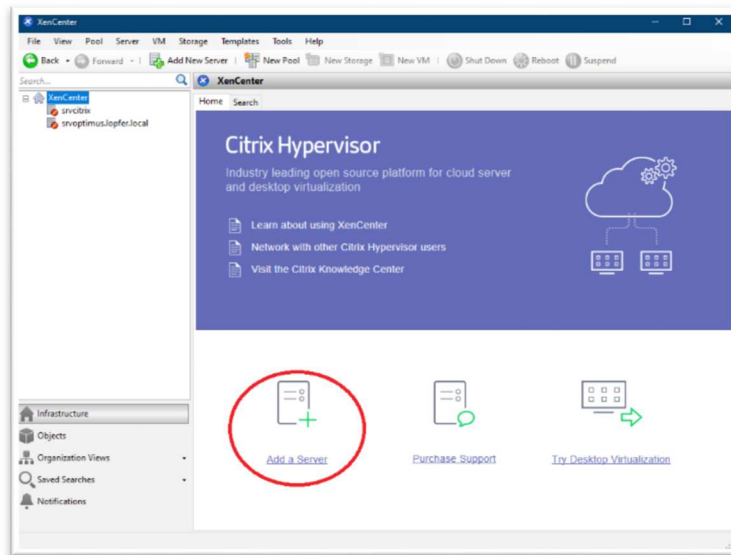 XenCenter
File View Pool Server VM Storage Templates Tools Help
Back Forward Add New Server New Pool New Storage New VM Shut Down Reboot Suspend
Search...
XenCenter
XenCenter
srvcitrix
srvoptimus.lopfer.local
Home Search
Citrix Hypervisor
Industry leading open source platform for cloud server
and desktop virtualization
Learn about using XenCenter
Network with other Citrix Hypervisor users
Visit the Citrix Knowledge Center
Add a Server Purchase Support Try Desktop Virtualization
Infrastructure
Objects
Organization Views
Saved Searches
Notifications